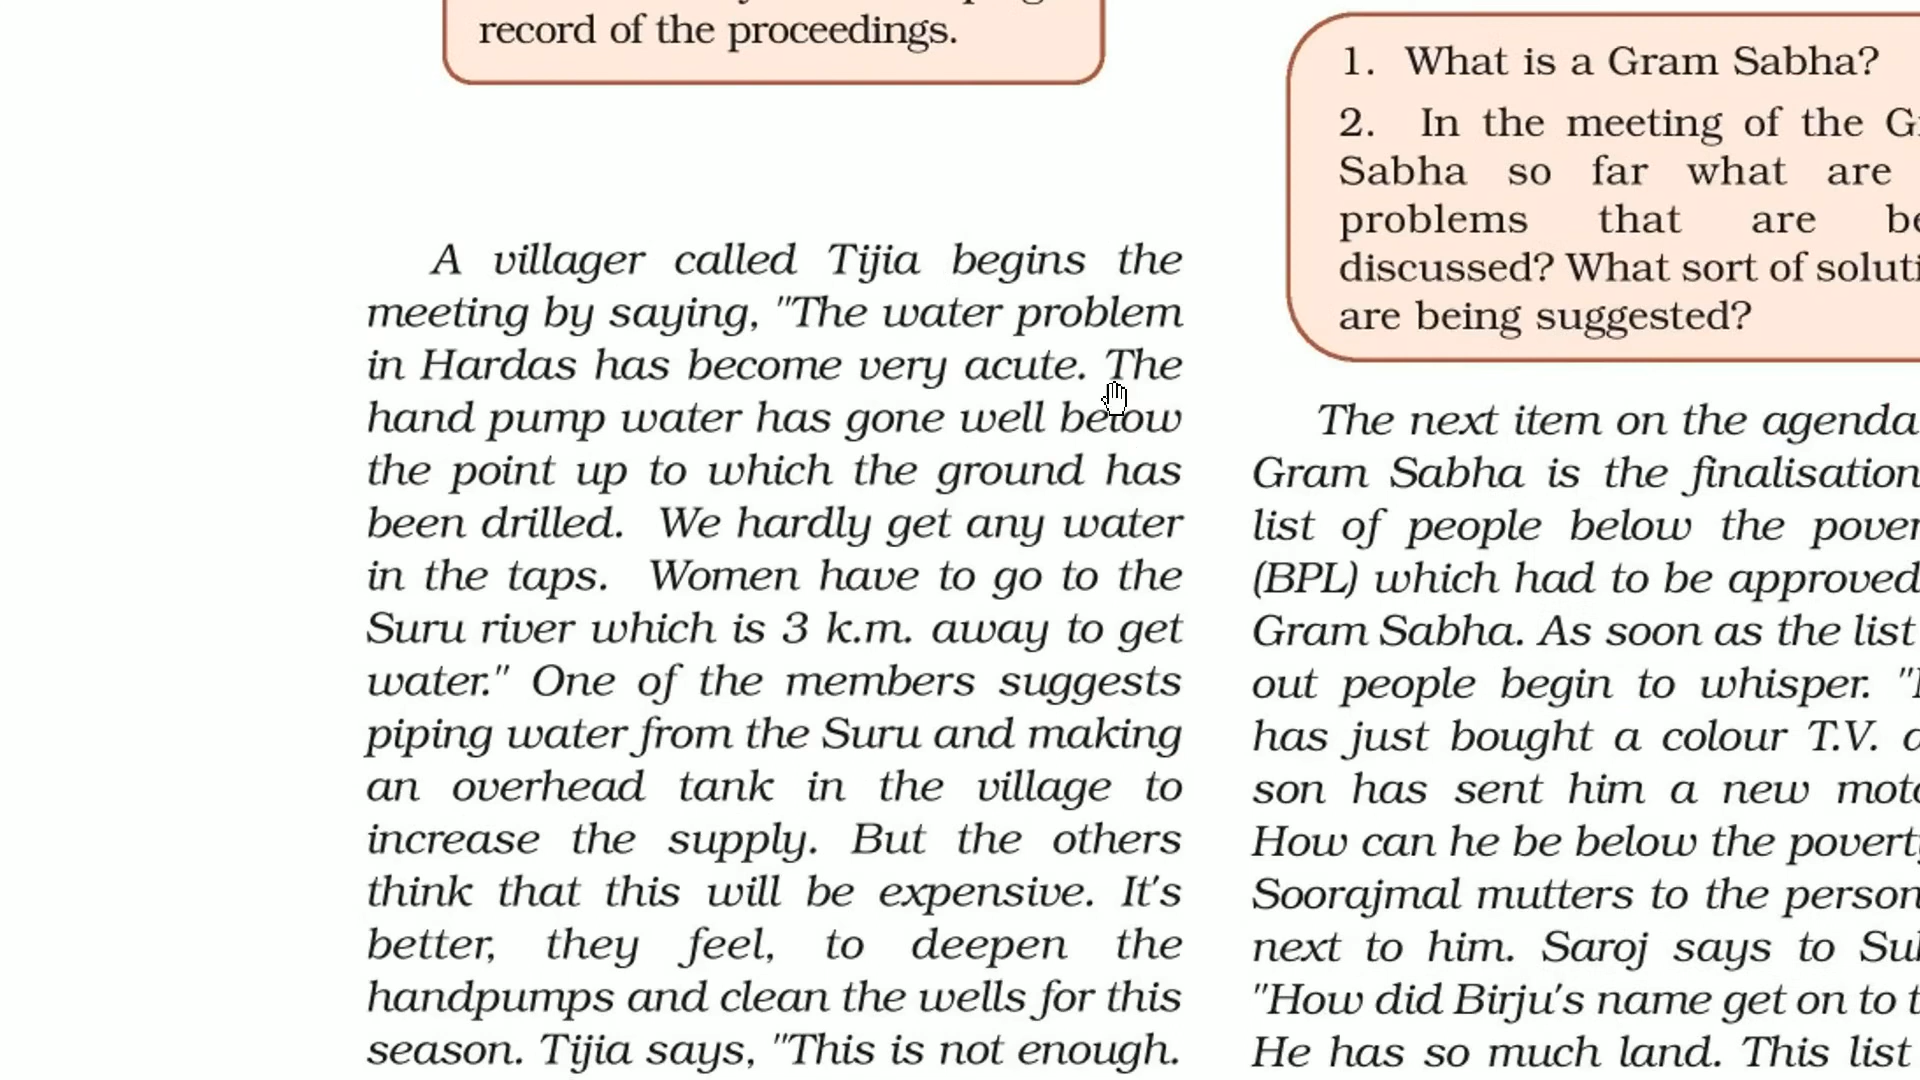 record of the proceedings.
A villager called Tijia begins the
meeting by saying, "The water problem
in Hardas has become very acute. The
hand pump water has gone well below
the point up to which the ground has
been drilled. We hardly get any water
in the taps. Women have to go to the
Suru river which is 3 k.m. away to get
water." One of the members suggests
piping water from the Suru and making
an overhead tank in the village to
increase the supply. But the others
think that this will be expensive. It's
better, they feel, to deepen the
handpumps and clean the wells for this
season. Tijia says, "This is not enough.
1. What is a Gram Sabha?
2. In the meeting of the
Sabha so far what are
problems that are
discussed? What sort of
are being suggested?
The next item on the agenda
Gram Sabha is the finalisation
list of people below the
(BPL) which had to be approved
Gram Sabha. As soon as the list
out people begin to whisper.
has just bought a colour T.V.
son has sent him a new
How can he be below the
Soorajmal mutters to the person
next to him. Saroj says to
"How did Birju's name get on to
He has so much land. This list